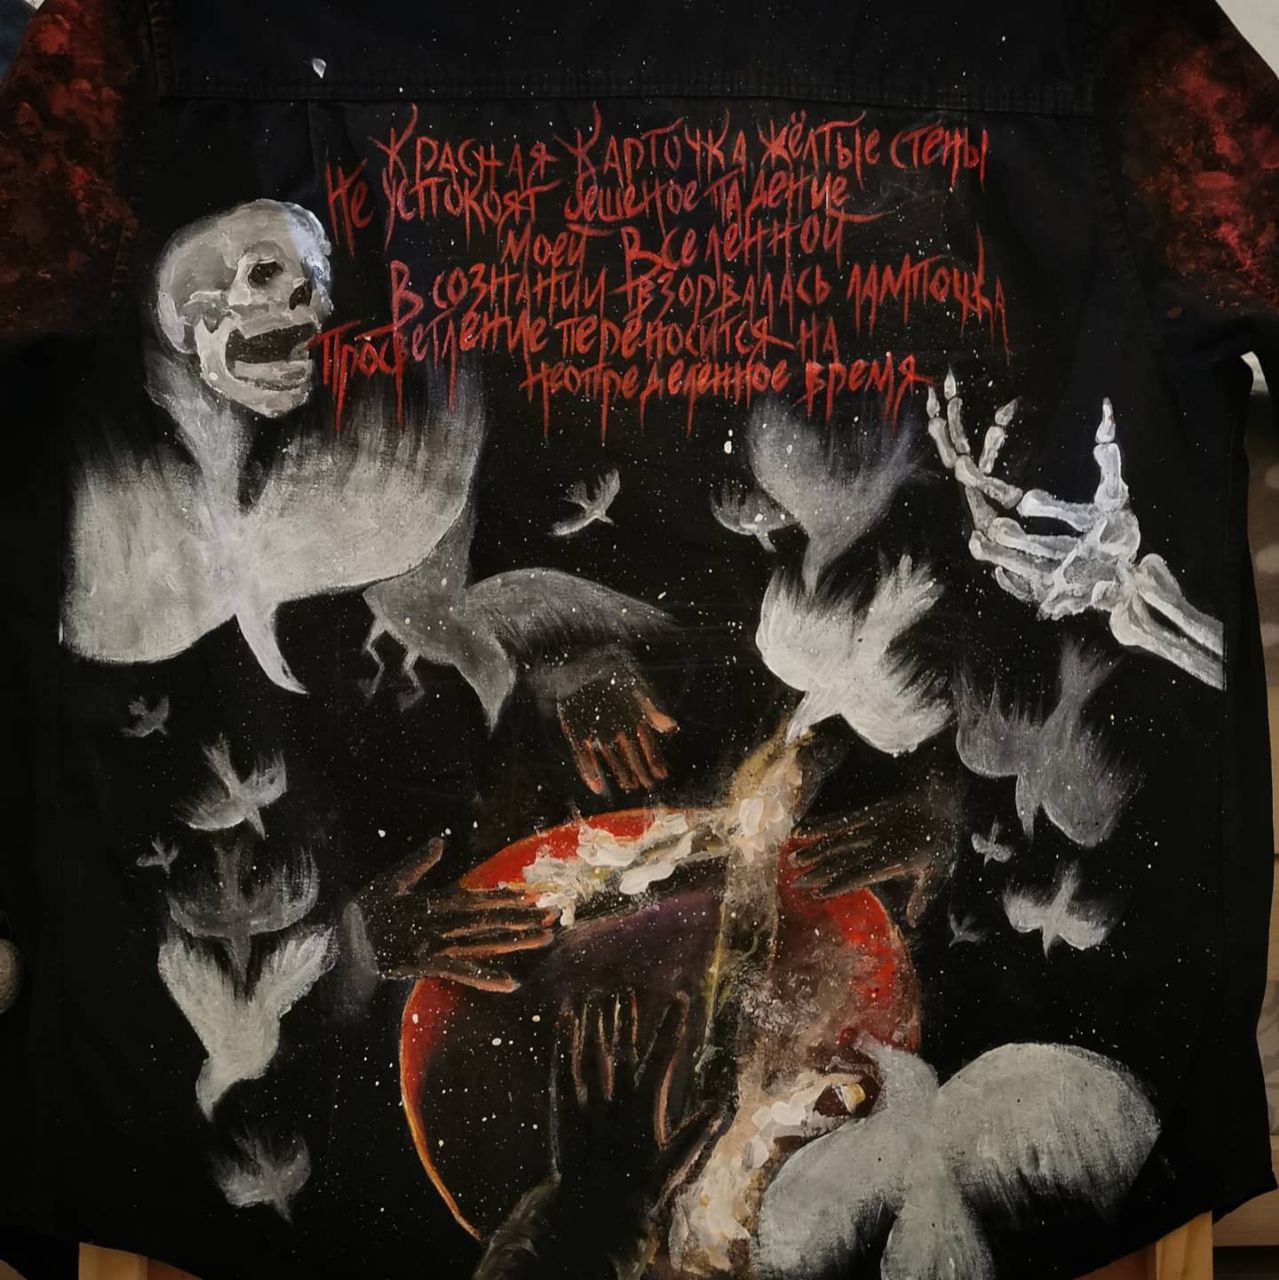 Красная карточка жёлтые стены
Не успокоят бешеное падение
моей вселенной
В сознании взорвалась лампочка
Просветление переносится на
неопределенное время